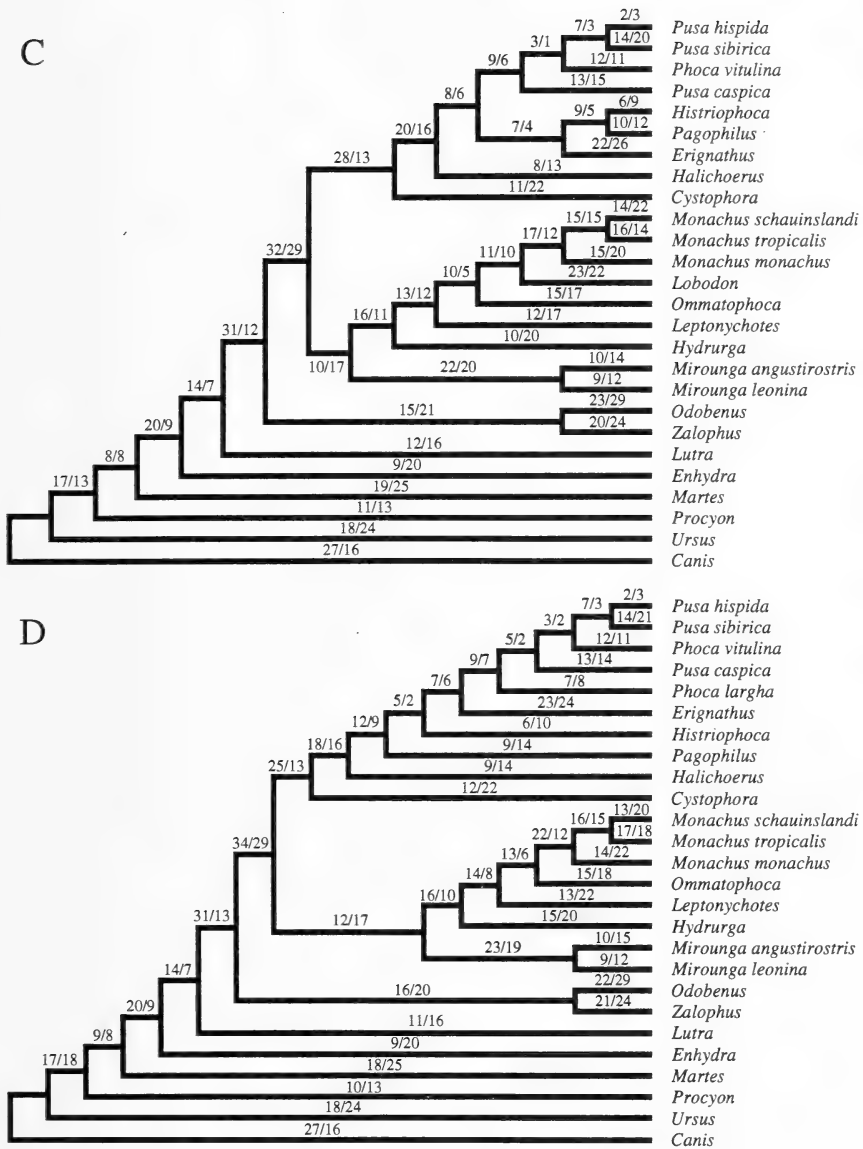 C
2/3
7/3 Pusa hispida
3/1 14/20
Pusa sibirica
9/6 12/11
Phoca vitulina
13/15
8/6 Pusa caspica
6/9
9/5 Histriophoca
20/16 10/12
7/4 Pagophilus
22/26
Erignathus
28/13 8/13
Halichoerus
11/22
Cystophora
14/22
15/15 Monachus schauinslandi
17/12 16/14
Monachus tropicalis
11/10 15/20
32/29 Monachus monachus
23/22
10/5 Lobodon
15/17
13/12 Ommatophoca
12/17
16/11 Leptonychotes
31/12 10/20
Hydrurga
10/17 22/20 10/14
Mirounga angustirostris
9/12
14/7 Mirounga leonina
15/21 23/29
Odobenus
20/24
20/9 Zalophus
12/16
Lutra
8/8 9/20
Enhydra
17/13 19/25
Martes
11/13
Procyon
18/24
Ursus
27/16
Canis
D
2/3
7/3 Pusa hispida
3/2 14/21
Pusa sibirica
5/2 12/11
Phoca vitulina
9/7 13/14
Pusa caspica
7/6 7/8
Phoca largha
5/2 23/24
Erignathus
12/9 6/10
Histriophoca
18/16 9/14
Pagophilus
25/13 9/14
Halichoerus
12/22
Cystophora
13/20
16/15 Monachus schauinslandi
22/12 17/18
Monachus tropicalis
34/29 13/6 14/22
Monachus monachus
14/8 15/18
Ommatophoca
16/10 13/22
Leptonychotes
31/13 12/17 15/20
Hydrurga
23/19 10/15
Mirounga angustirostris
9/12
14/7 Mirounga leonina
16/20 22/29
Odobenus
20/9 21/24
Zalophus
11/16
9/8 Lutra
9/20
17/18 Enhydra
18/25
Martes
10/13
Procyon
18/24
Ursus
27/16
Canis